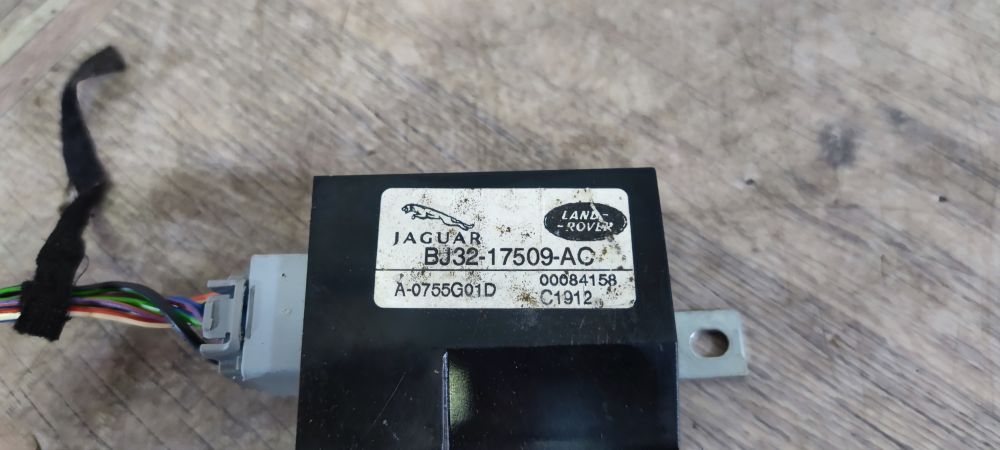 JAGUAR
LAND-
-ROVER
BJ32-17509-AC
A-0755G01D
00084158
C1912